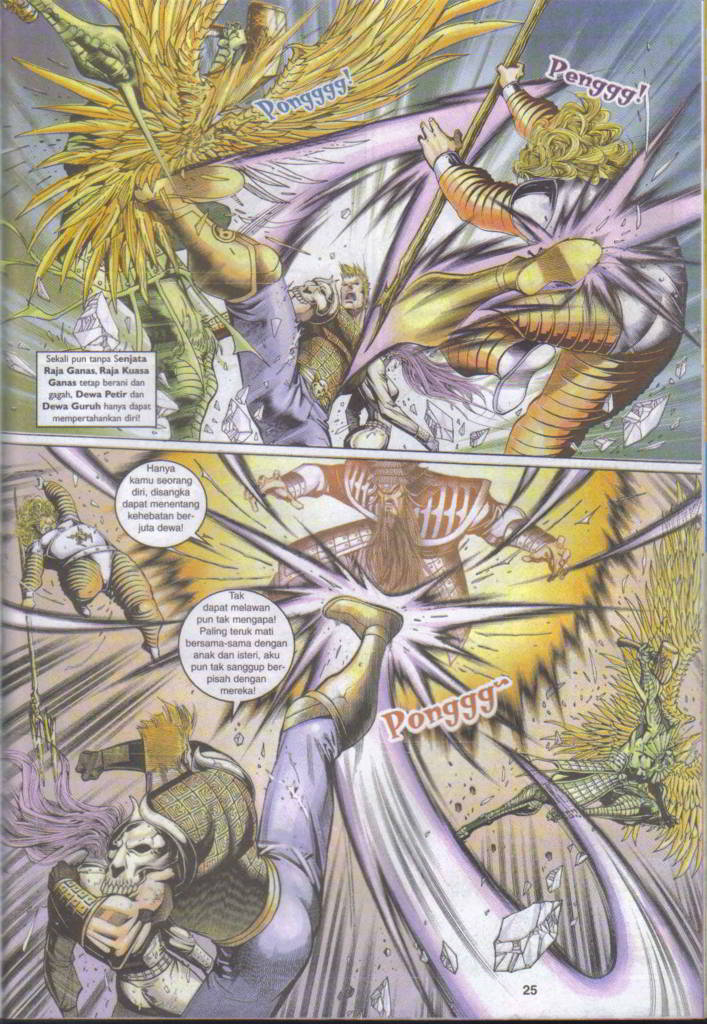 Pongggg!
Penggg!
Sekali pun tanpa Senjata
Raja Ganas, Raja Kuasa
Ganas tetap berani dan
gagah, Dewa Petir dan
Dewa Guruh hanya dapat
mempertahankan diri!
Hanya
kamu seorang
diri, disangka
dapat menentang
kehebatan ber-
juta dewa!
Tak
dapat melawan
pun tak mengapa!
Paling teruk mati
bersama-sama dengan
anak dan isteri, aku
pun tak sanggup ber-
pisah dengan
mereka!
Ponggg~
25